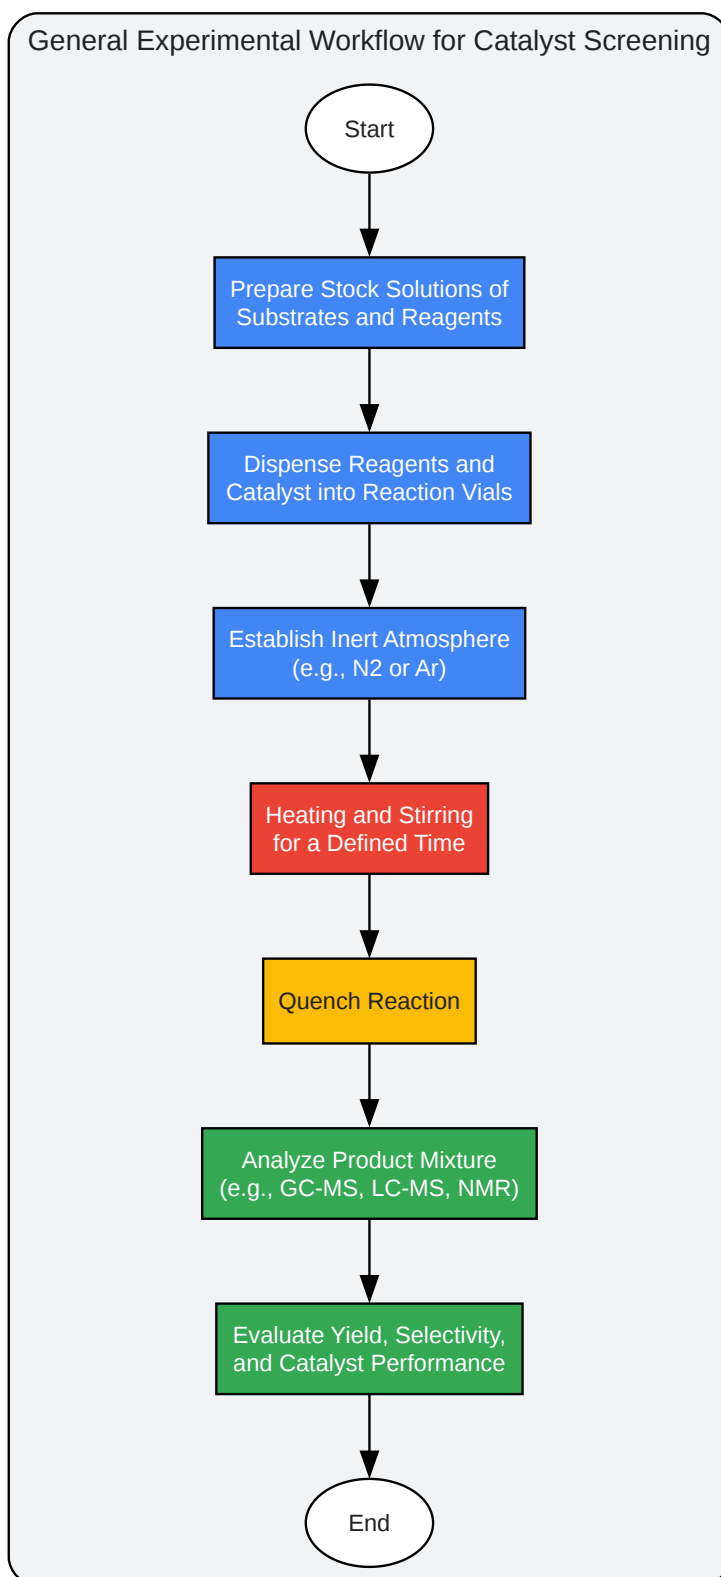 General Experimental Workflow for Catalyst Screening
Start
Prepare Stock Solutions of
Substrates and Reagents
Dispense Reagents and
Catalyst into Reaction Vials
Establish Inert Atmosphere
(e.g., N2 or Ar)
Heating and Stirring
for a Defined Time
Quench Reaction
Analyze Product Mixture
(e.g., GC-MS, LC-MS, NMR)
Evaluate Yield, Selectivity,
and Catalyst Performance
End